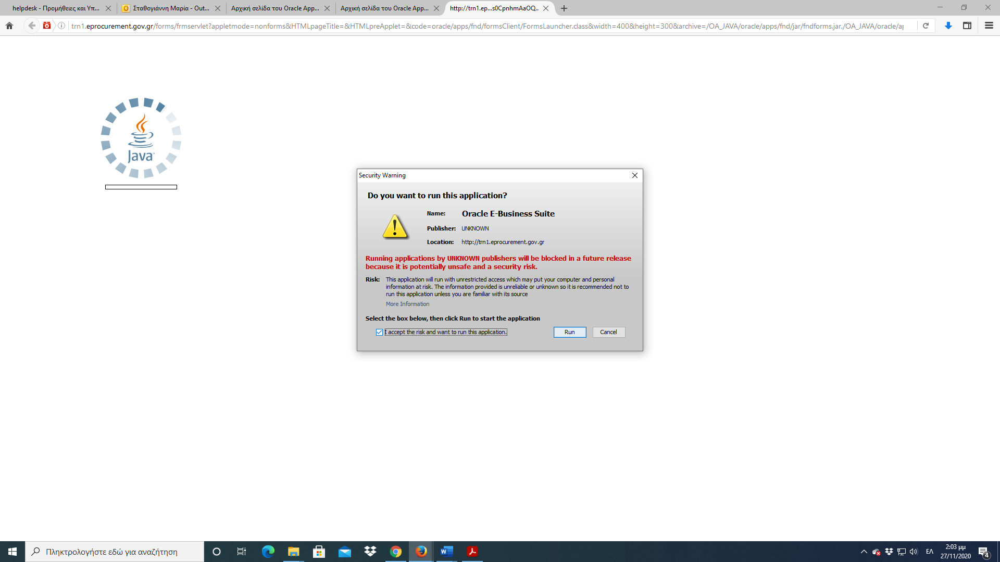 helpdesk - Προμήθειες και Υπ...
Σταθογιάννη Μαρία - Out...
Αρχική σελίδα του Oracle App...
Αρχική σελίδα του Oracle App...
http://trn1.ep...s0CpnhmAaOQ...
trn1.eprocurement.gov.gr/forms/frmservlet?appletmode=nonforms&HTMLpageTitle=&HTMLpreApplet=&code=oracle/apps/fnd/formsClient/FormsLauncher.class&width=400&height=300&archive=/OA_JAVA/oracle/apps/fnd/jar/fndforms.jar,/OA_JAVA/oracle/ap
Java™
Security Warning
Do you want to run this application?
Name: Oracle E-Business Suite
Publisher: UNKNOWN
Location: http://trn1.eprocurement.gov.gr
Running applications by UNKNOWN publishers will be blocked in a future release
because it is potentially unsafe and a security risk.
Risk: This application will run with unrestricted access which may put your computer and personal
information at risk. The information provided is unreliable or unknown so it is recommended not to
run this application unless you are familiar with its source
More Information
Select the box below, then click Run to start the application
I accept the risk and want to run this application.
Run
Cancel
Πληκτρολογήστε εδώ για αναζήτηση
ΕΛ
2:03 μμ
27/11/2020
4